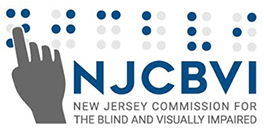 NJCBVI
NEW JERSEY COMMISSION FOR
THE BLIND AND VISUALLY IMPAIRED